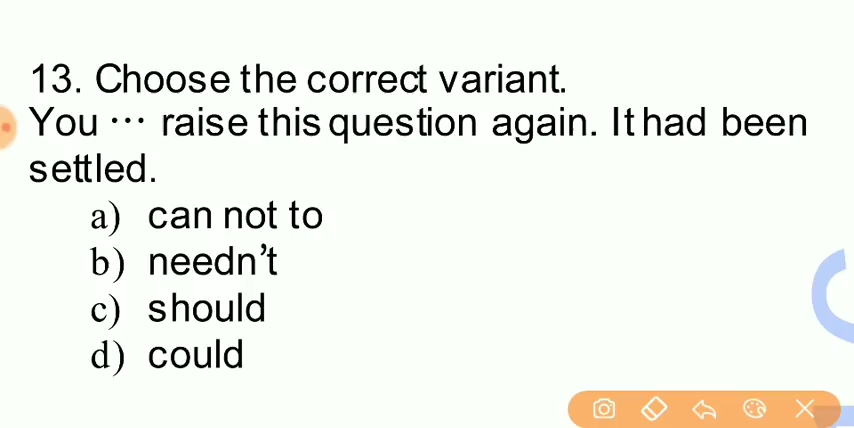 13. Choose the correct variant.
You ··· raise this question again. It had been
settled.
a) can not to
b) needn’t
c) should
d) could